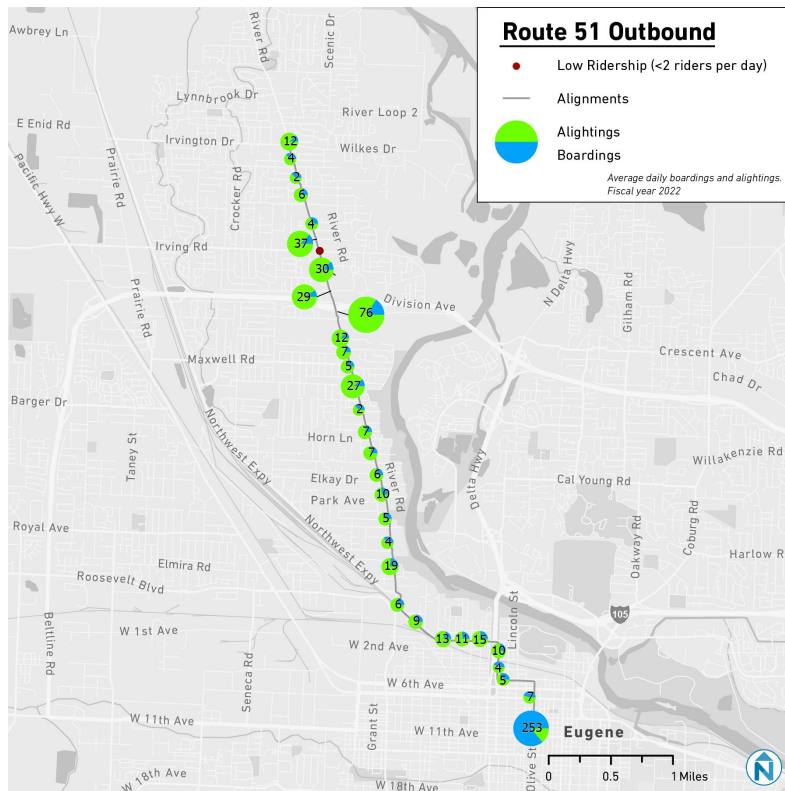 Route 51 Outbound
Low Ridership (<2 riders per day)
Alignments
Alightings
Boardings
Average daily boardings and alightings.
Fiscal year 2022
Awbrey Ln
River Rd
Scenic Dr
Lynnbrook Dr
River Loop 2
E Enid Rd
Irvington Dr
12
Wilkes Dr
4
Prairie Rd
Pacific Hwy W
Crocker Rd
2
6
4
River Rd
Irving Rd
37
30
N Delta Hwy
Gilham Rd
Prairie Rd
29
76
Division Ave
12
7
Maxwell Rd
5
Crescent Ave
27
Chad Dr
Barger Dr
2
Northwest Expy
Taney St
Horn Ln
7
7
Willakenzie Rd
Delta Hwy
Elkay Dr
6
River Rd
Cal Young Rd
Park Ave
10
Royal Ave
5
Northwest Expy
Oakway Rd
Coburg Rd
4
Harlow R
Elmira Rd
19
Roosevelt Blvd
6
Lincoln St
105
Beltline Rd
W 1st Ave
9
13
11
15
W 2nd Ave
10
Seneca Rd
4
W 6th Ave
5
7
W 11th Ave
Grant St
W 11th Ave
253
Eugene
Olive St
W 18th Ave
W 18th Ave
0
0.5
1 Miles
N